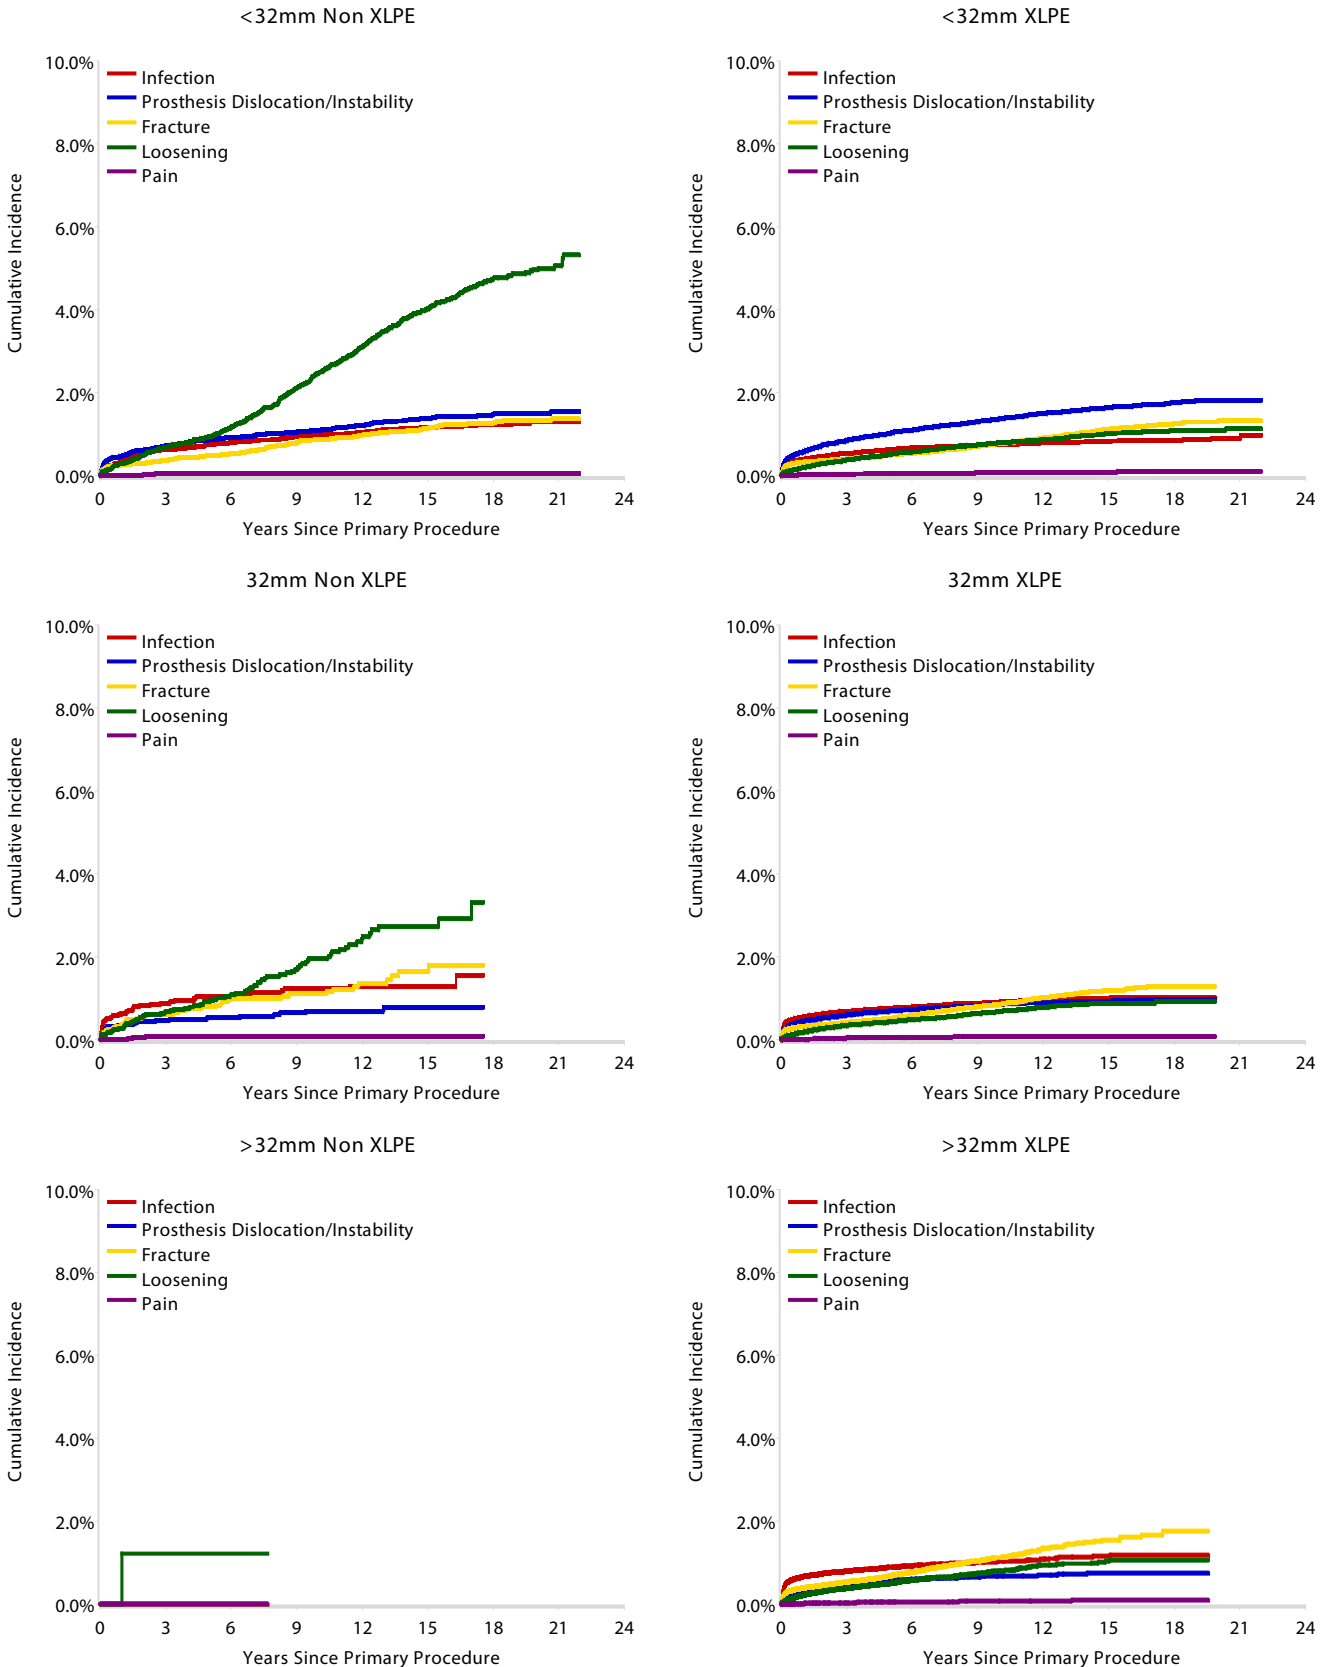 <32mm Non XLPE
10.0%
8.0%
6.0%
4.0%
2.0%
0.0%
Cumulative Incidence
Infection
Prosthesis Dislocation/Instability
Fracture
Loosening
Pain
0 3 6 9 12 15 18 21 24
Years Since Primary Procedure
<32mm XLPE
10.0%
8.0%
6.0%
4.0%
2.0%
0.0%
Cumulative Incidence
Infection
Prosthesis Dislocation/Instability
Fracture
Loosening
Pain
0 3 6 9 12 15 18 21 24
Years Since Primary Procedure
32mm Non XLPE
10.0%
8.0%
6.0%
4.0%
2.0%
0.0%
Cumulative Incidence
Infection
Prosthesis Dislocation/Instability
Fracture
Loosening
Pain
0 3 6 9 12 15 18 21 24
Years Since Primary Procedure
32mm XLPE
10.0%
8.0%
6.0%
4.0%
2.0%
0.0%
Cumulative Incidence
Infection
Prosthesis Dislocation/Instability
Fracture
Loosening
Pain
0 3 6 9 12 15 18 21 24
Years Since Primary Procedure
>32mm Non XLPE
10.0%
8.0%
6.0%
4.0%
2.0%
0.0%
Cumulative Incidence
Infection
Prosthesis Dislocation/Instability
Fracture
Loosening
Pain
0 3 6 9 12 15 18 21 24
Years Since Primary Procedure
>32mm XLPE
10.0%
8.0%
6.0%
4.0%
2.0%
0.0%
Cumulative Incidence
Infection
Prosthesis Dislocation/Instability
Fracture
Loosening
Pain
0 3 6 9 12 15 18 21 24
Years Since Primary Procedure